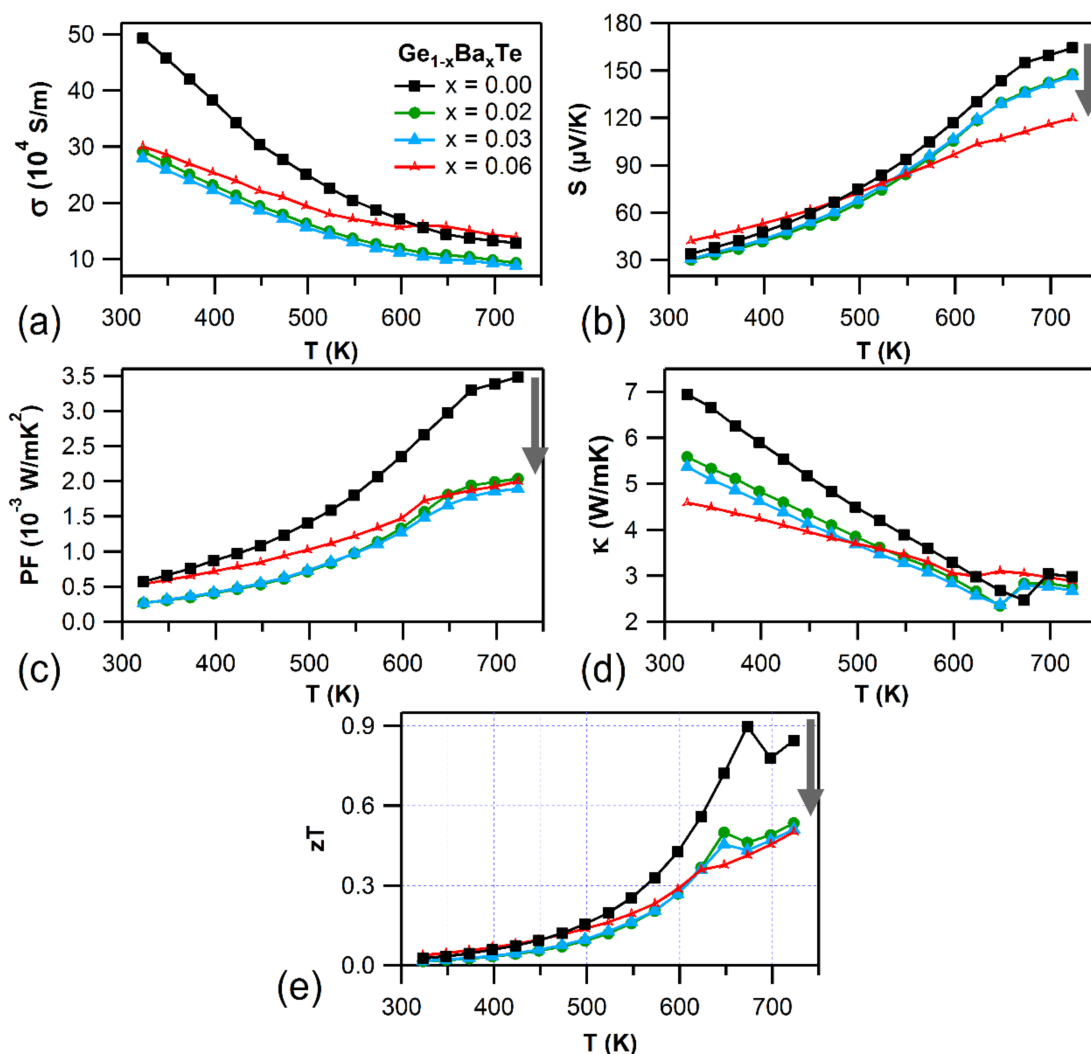 σ (10⁴ S/m)
50
40
30
20
10
Ge₁₋ₓBaₓTe
x = 0.00
x = 0.02
x = 0.03
x = 0.06
300 400 500 600 700
T (K)
(a)
S (µV/K)
180
150
120
90
60
30
300 400 500 600 700
T (K)
(b)
PF (10⁻³ W/mK²)
3.5
3.0
2.5
2.0
1.5
1.0
0.5
0.0
300 400 500 600 700
T (K)
(c)
κ (W/mK)
7
6
5
4
3
2
300 400 500 600 700
T (K)
(d)
zT
0.9
0.6
0.3
0.0
300 400 500 600 700
T (K)
(e)